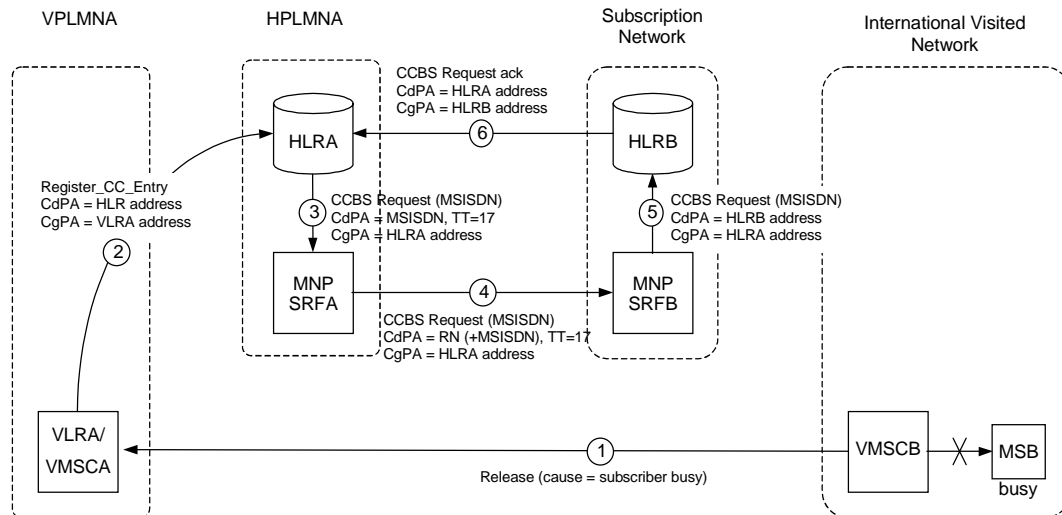 VPLMNA
HPLMNA
Subscription
Network
International Visited
Network
CCBS Request ack
CdPA = HLRA address
CgPA = HLRB address
HLRA
6
HLRB
Register_CC_Entry
CdPA = HLR address
CgPA = VLRA address
2
3
CCBS Request (MSISDN)
CdPA = MSISDN, TT=17
CgPA = HLRA address
5
CCBS Request (MSISDN)
CdPA = HLRB address
CgPA = HLRA address
MNP
SRFA
4
MNP
SRFB
CCBS Request (MSISDN)
CdPA = RN (+MSISDN), TT=17
CgPA = HLRA address
VLRA/
VMSCA
1
Release (cause = subscriber busy)
VMSCB
MSB
busy